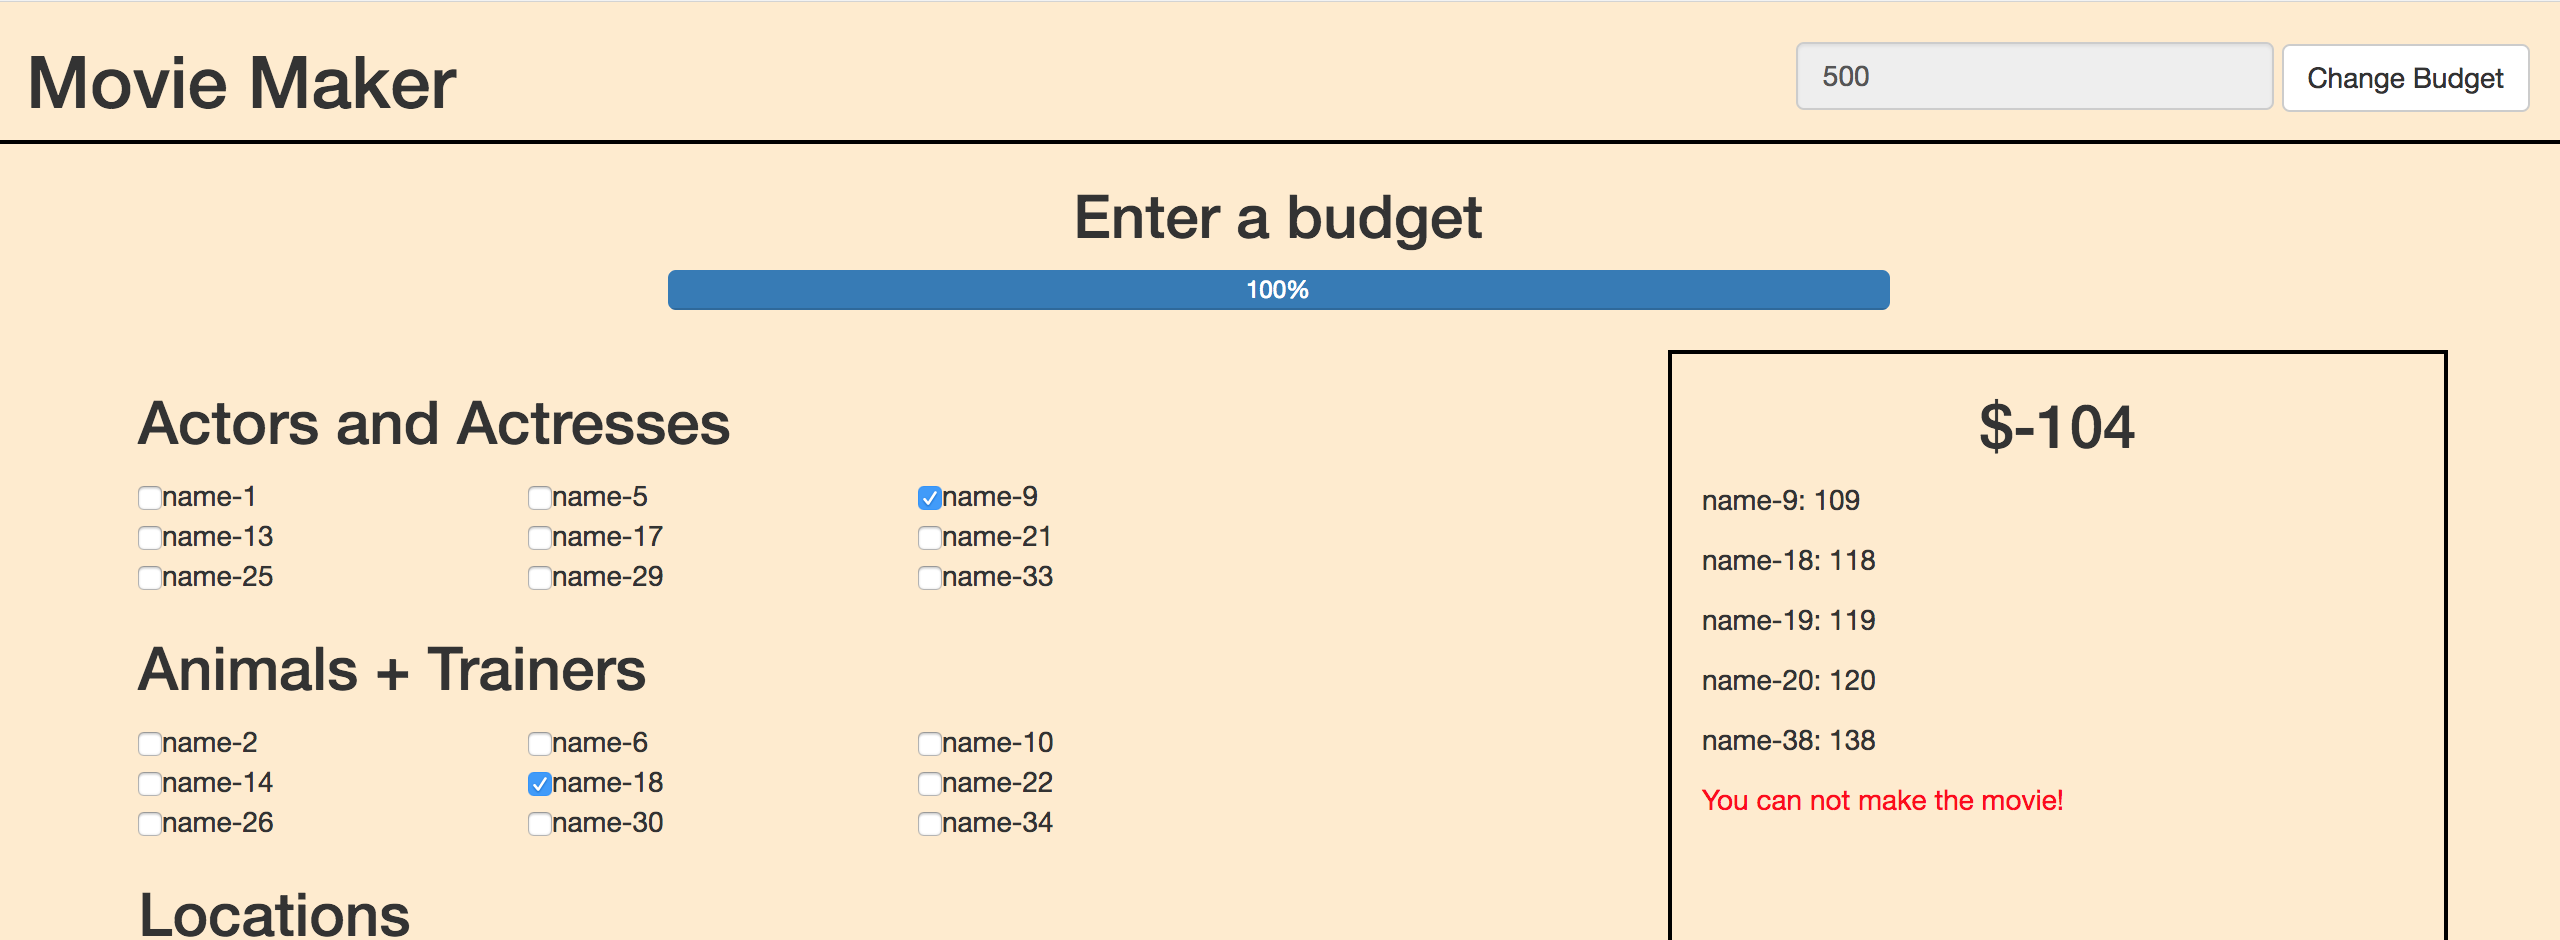 Movie Maker
500
Change Budget
Enter a budget
100%
Actors and Actresses
name-1 name-5 name-9
name-13 name-17 name-21
name-25 name-29 name-33
Animals + Trainers
name-2 name-6 name-10
name-14 name-18 name-22
name-26 name-30 name-34
Locations
$-104
name-9: 109
name-18: 118
name-19: 119
name-20: 120
name-38: 138
You can not make the movie!